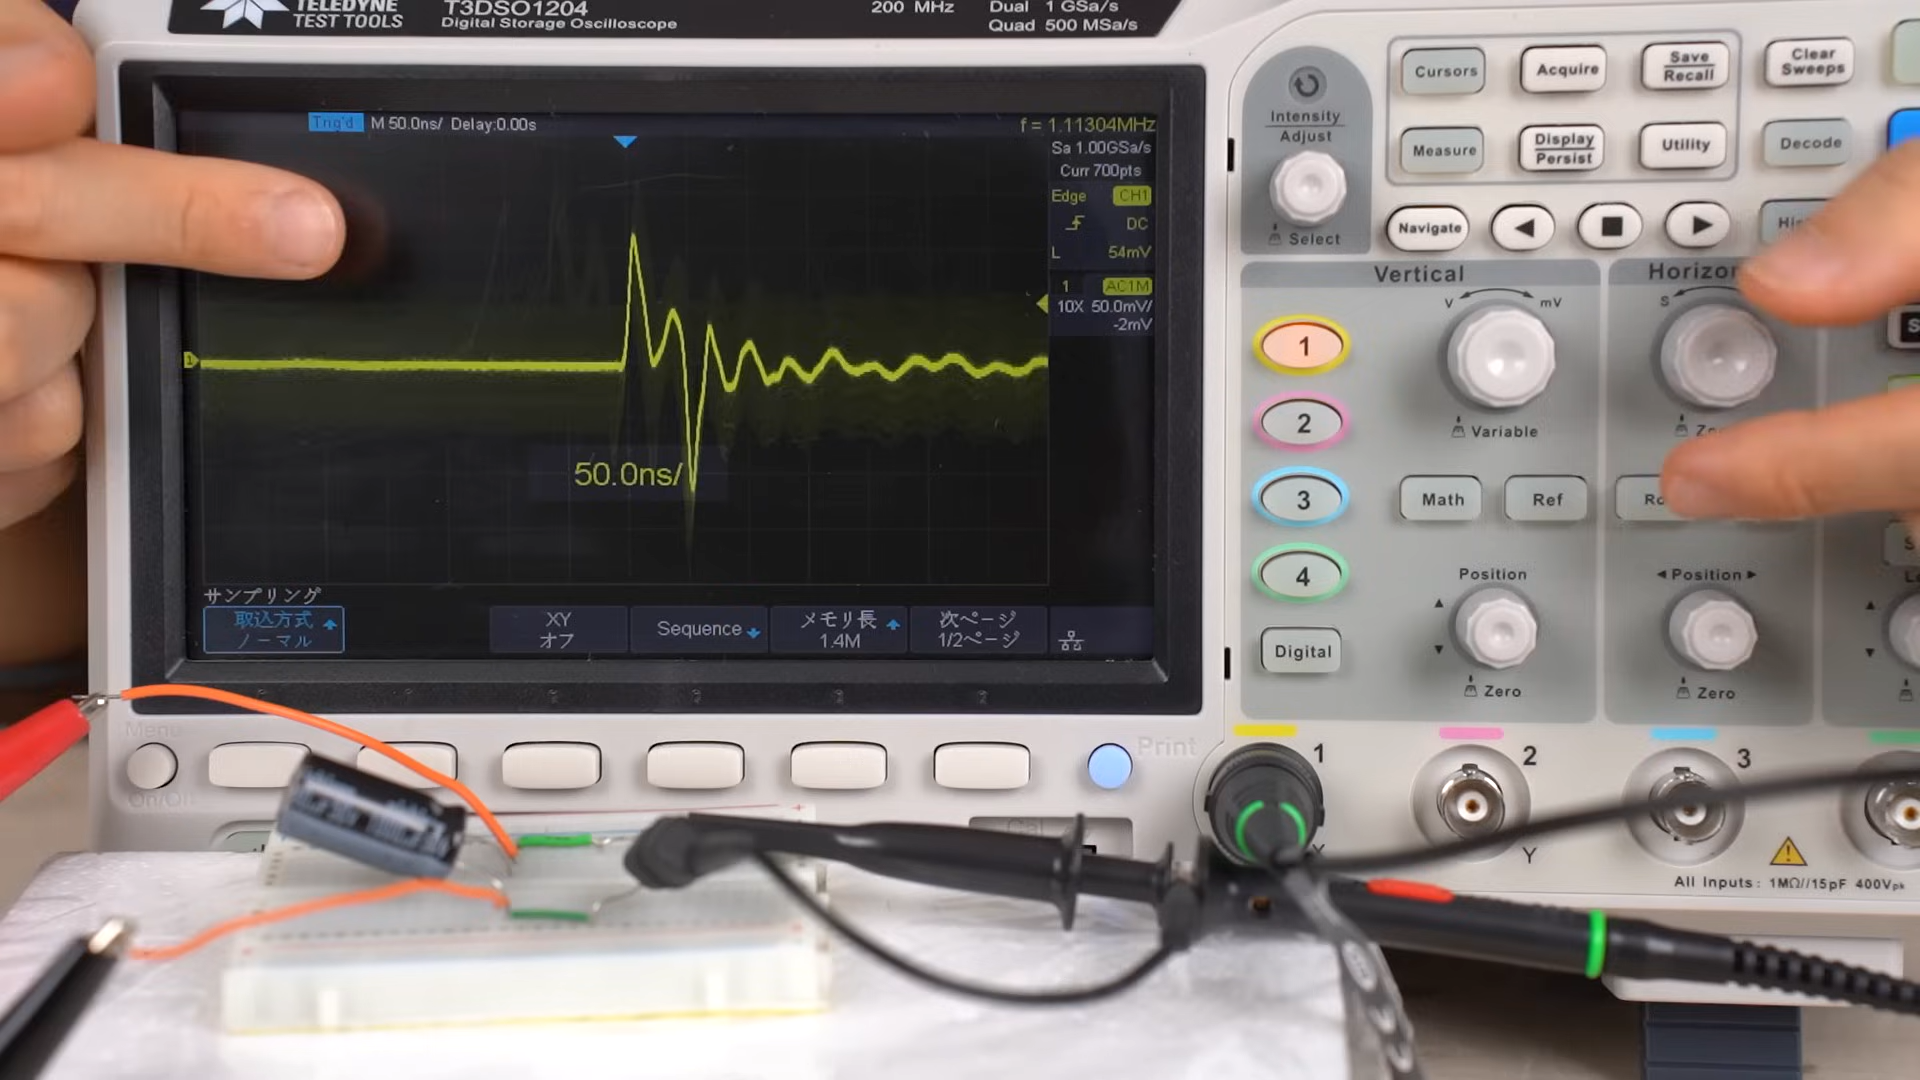 TELEDYNE
TEST TOOLS
T3DSO1204
Digital Storage Oscilloscope
200 MHz
Dual 1 GSa/s
Quad 500 MSa/s
Trig'd M 50.0ns/ Delay:0.00s
f = 1.11304MHz
Sa 1.00GSa/s
Curr 700pts
Edge CH1
DC
L 54mV
1 AC1M
10X 50.0mV/
-2mV
1
50.0ns/
サンプリング
取込方式
ノーマル
XY
オフ
Sequence
メモリ長
1.4M
次ページ
1/2ページ
Menu
On/Off
Print
Intensity
Adjust
Select
Cursors
Acquire
Save
Recall
Clear
Sweeps
Measure
Display
Persist
Utility
Decode
Navigate
Vertical
V
mV
1
2
3
4
Variable
Math
Ref
Digital
Position
Zero
S
Position
Zero
1
2
3
X
Y
All Inputs: 1MΩ//15pF 400Vpk